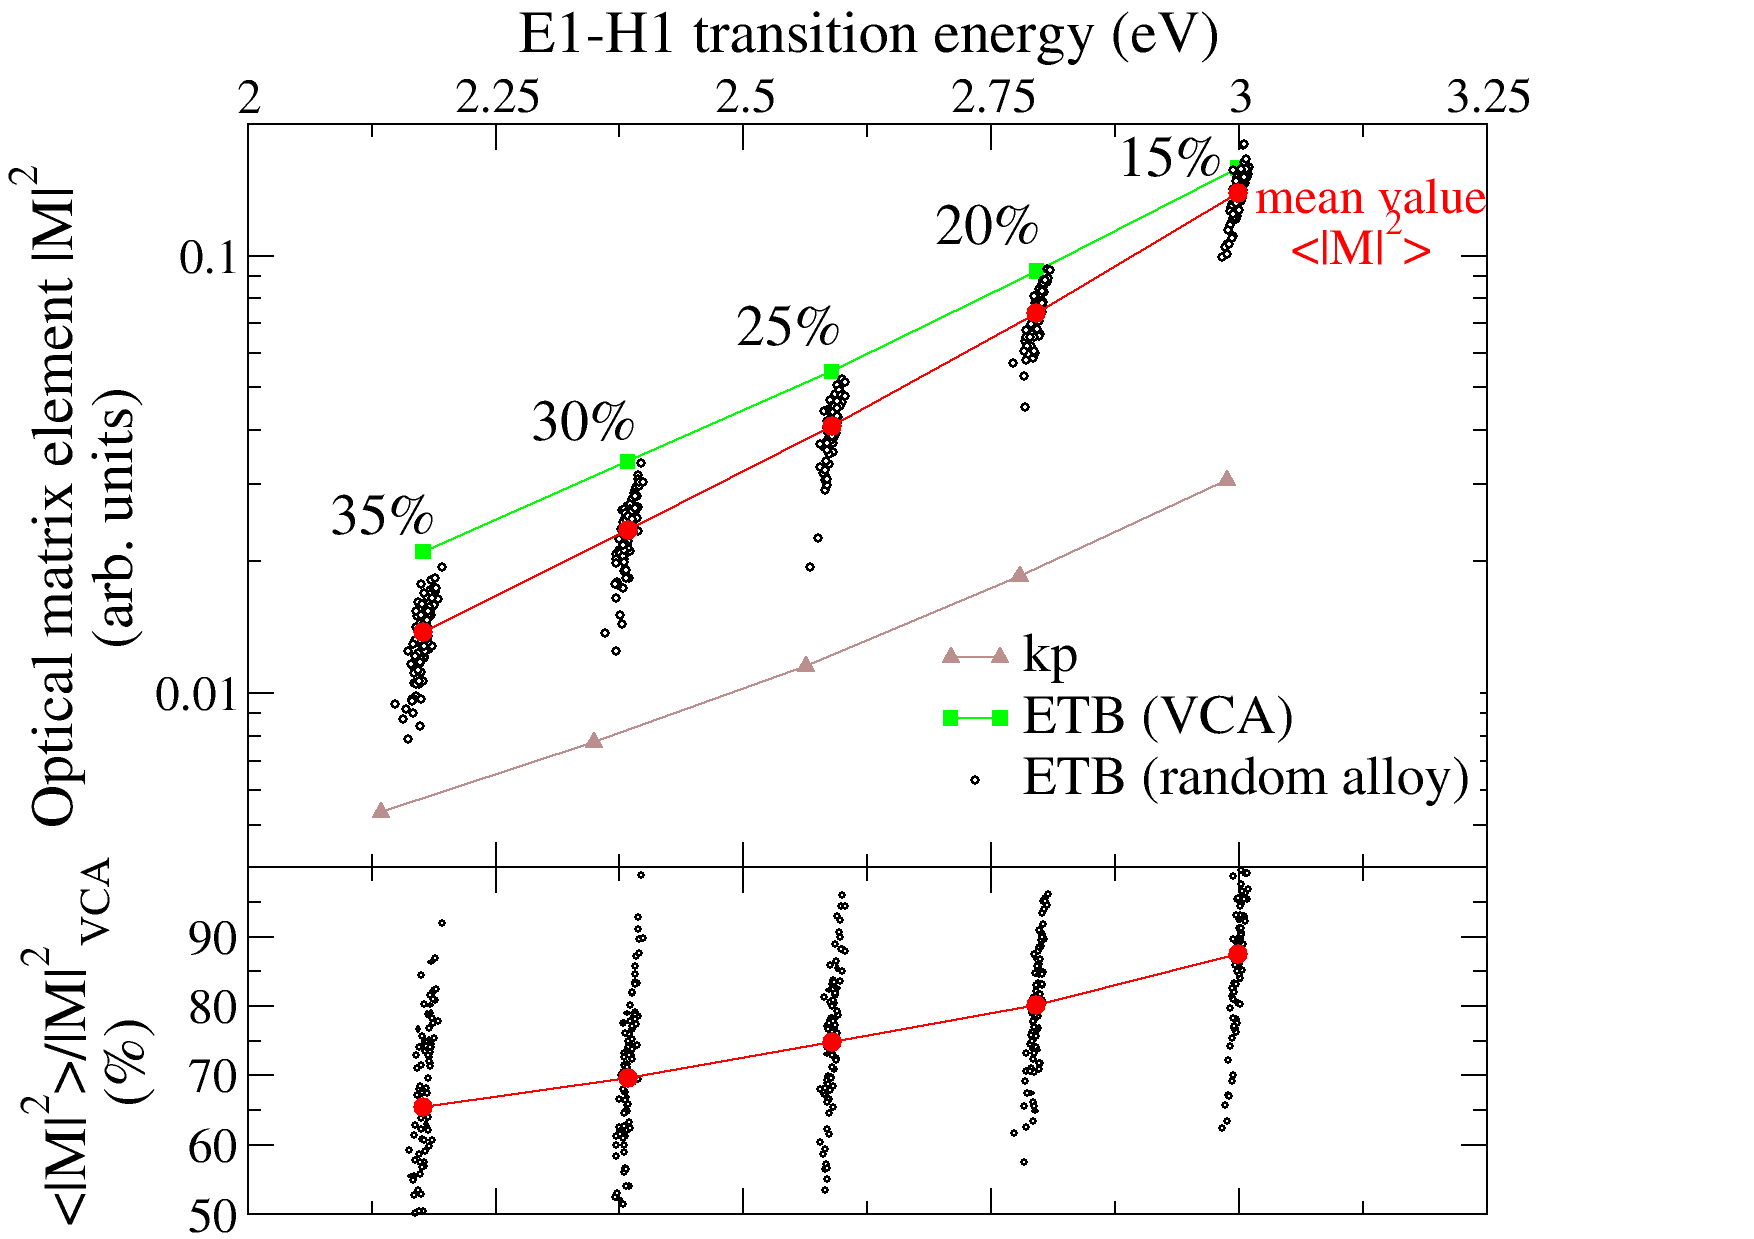 E1-H1 transition energy (eV)
2 2.25 2.5 2.75 3 3.25
Optical matrix element |M|²
(arb. units)
0.1
0.01
15%
20%
25%
30%
35%
mean value
<|M|²>
kp
ETB (VCA)
ETB (random alloy)
<|M|²>/|M|² VCA
(%)
90
80
70
60
50